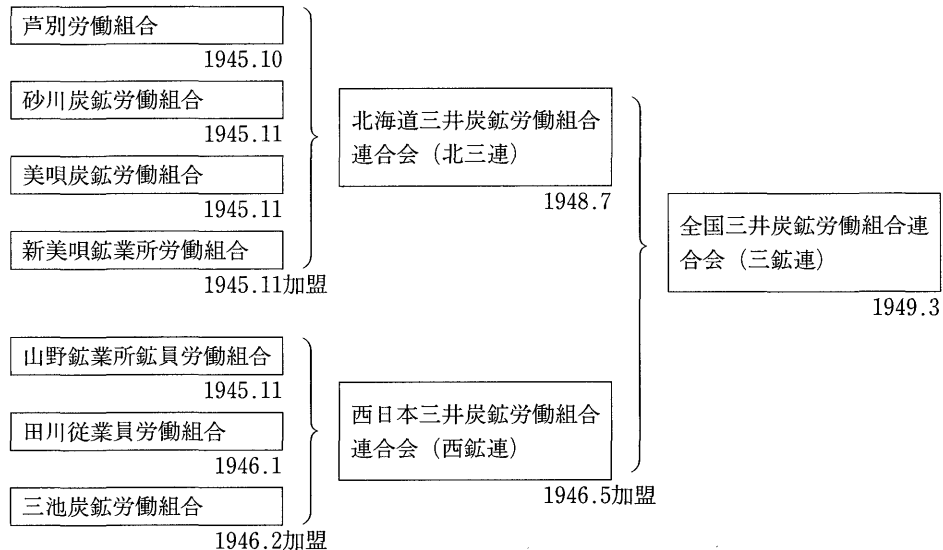 芦別労働組合
1945.10
砂川炭鉱労働組合
1945.11
美唄炭鉱労働組合
1945.11
新美唄鉱業所労働組合
1945.11加盟
北海道三井炭鉱労働組合
連合会（北三連）
1948.7
山野鉱業所鉱員労働組合
1945.11
田川従業員労働組合
1946.1
三池炭鉱労働組合
1946.2加盟
西日本三井炭鉱労働組合
連合会（西鉱連）
1946.5加盟
全国三井炭鉱労働組合連
合会（三鉱連）
1949.3